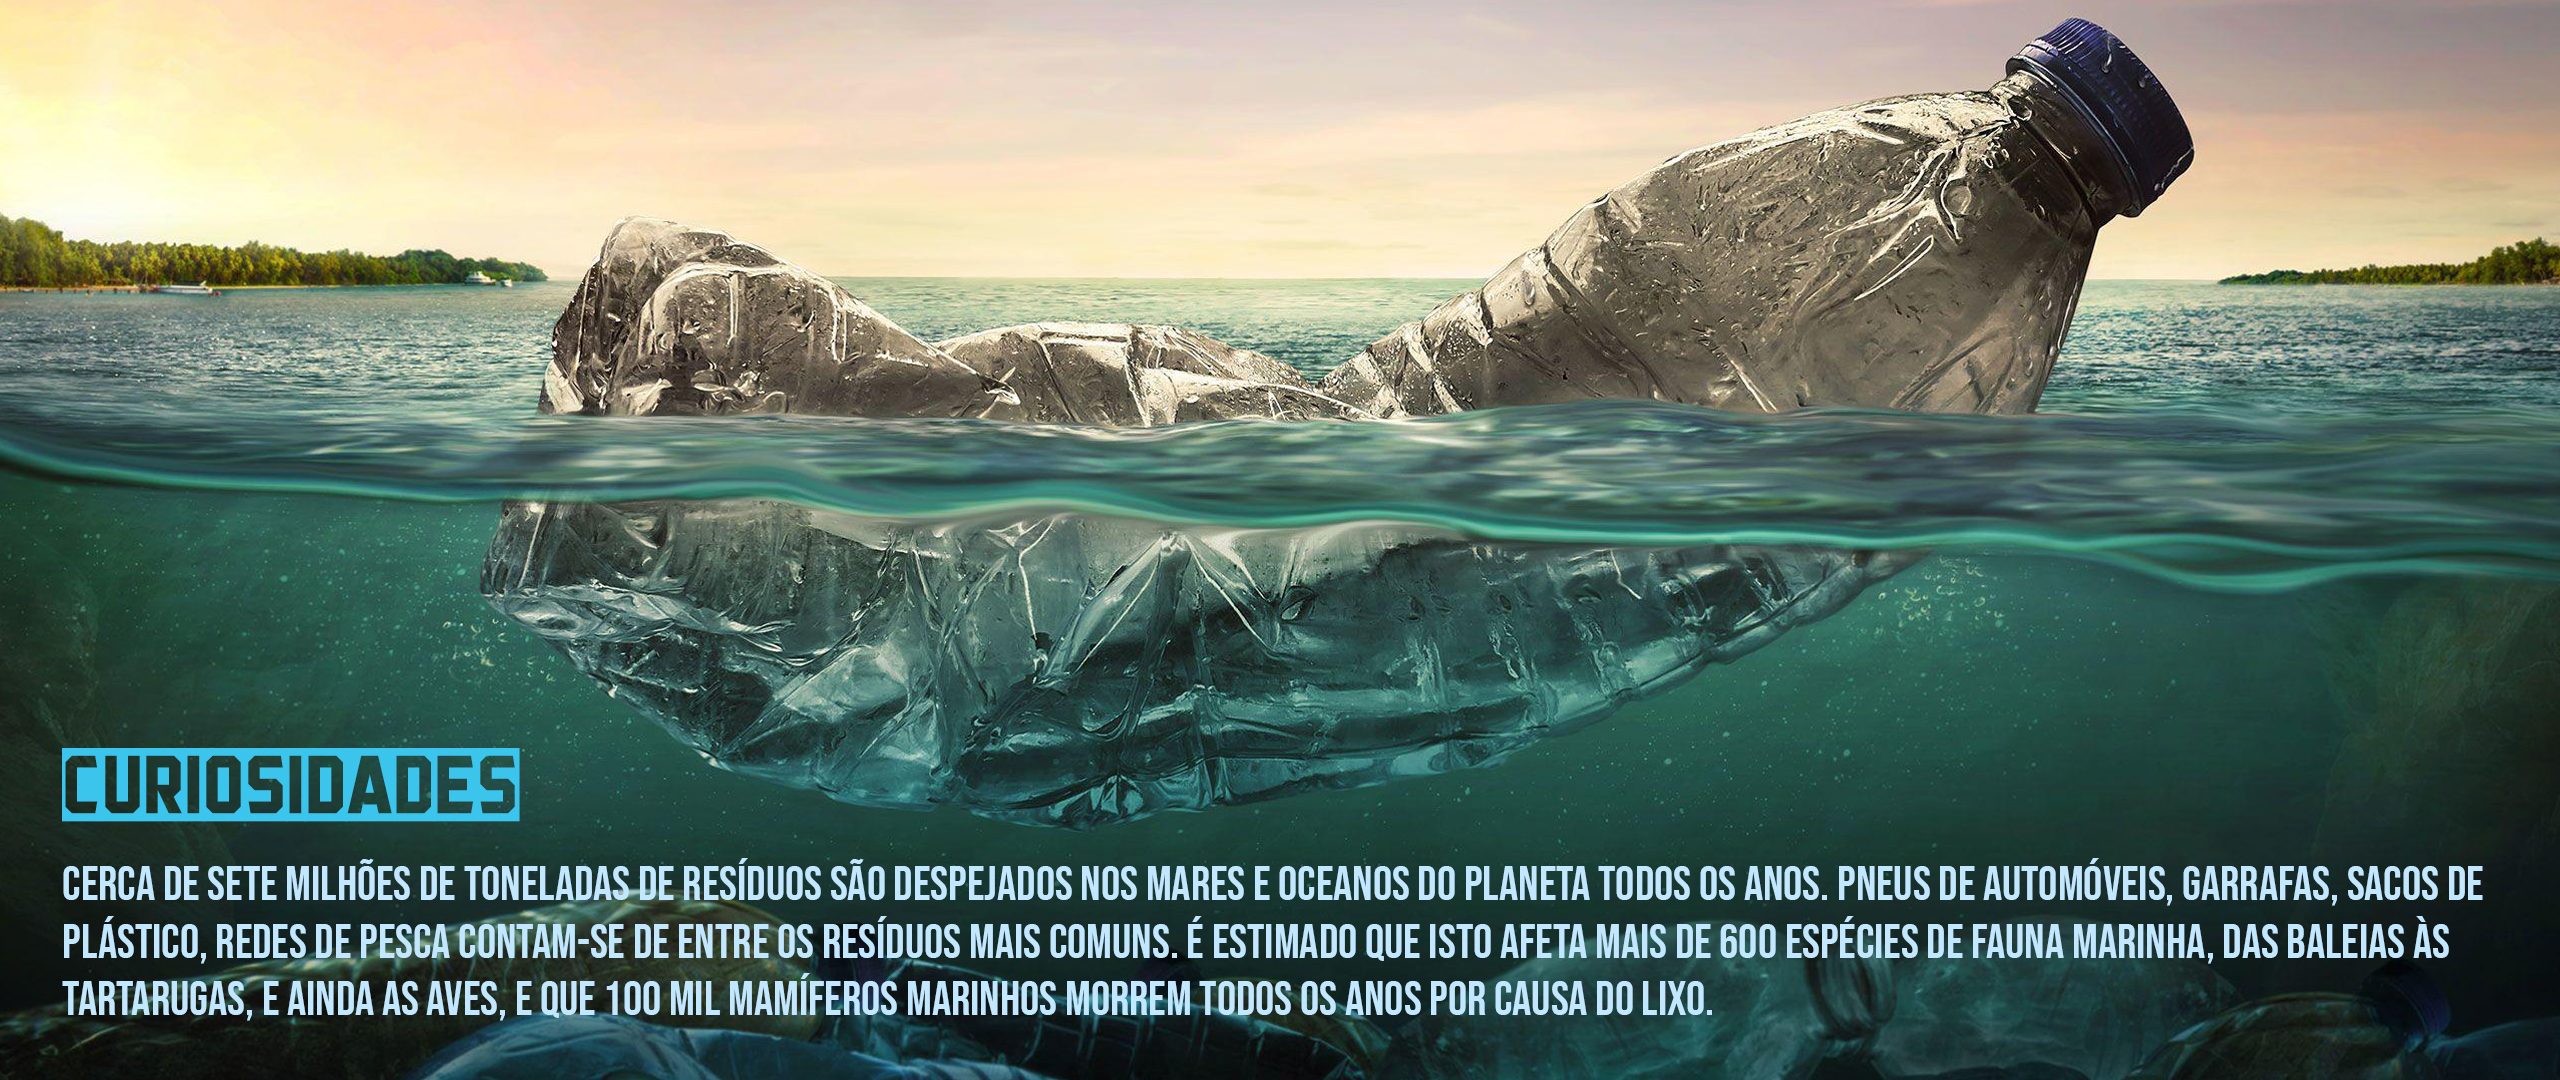 CURIOSIDADES
CERCA DE SETE MILHÕES DE TONELADAS DE RESÍDUOS SÃO DESPEJADOS NOS MARES E OCEANOS DO PLANETA TODOS OS ANOS. PNEUS DE AUTOMÓVEIS, GARRAFAS, SACOS DE
PLÁSTICO, REDES DE PESCA CONTAM-SE DE ENTRE OS RESÍDUOS MAIS COMUNS. É ESTIMADO QUE ISTO AFETA MAIS DE 600 ESPÉCIES DE FAUNA MARINHA, DAS BALEIAS ÀS
TARTARUGAS, E AINDA AS AVES, E QUE 100 MIL MAMÍFEROS MARINHOS MORREM TODOS OS ANOS POR CAUSA DO LIXO.